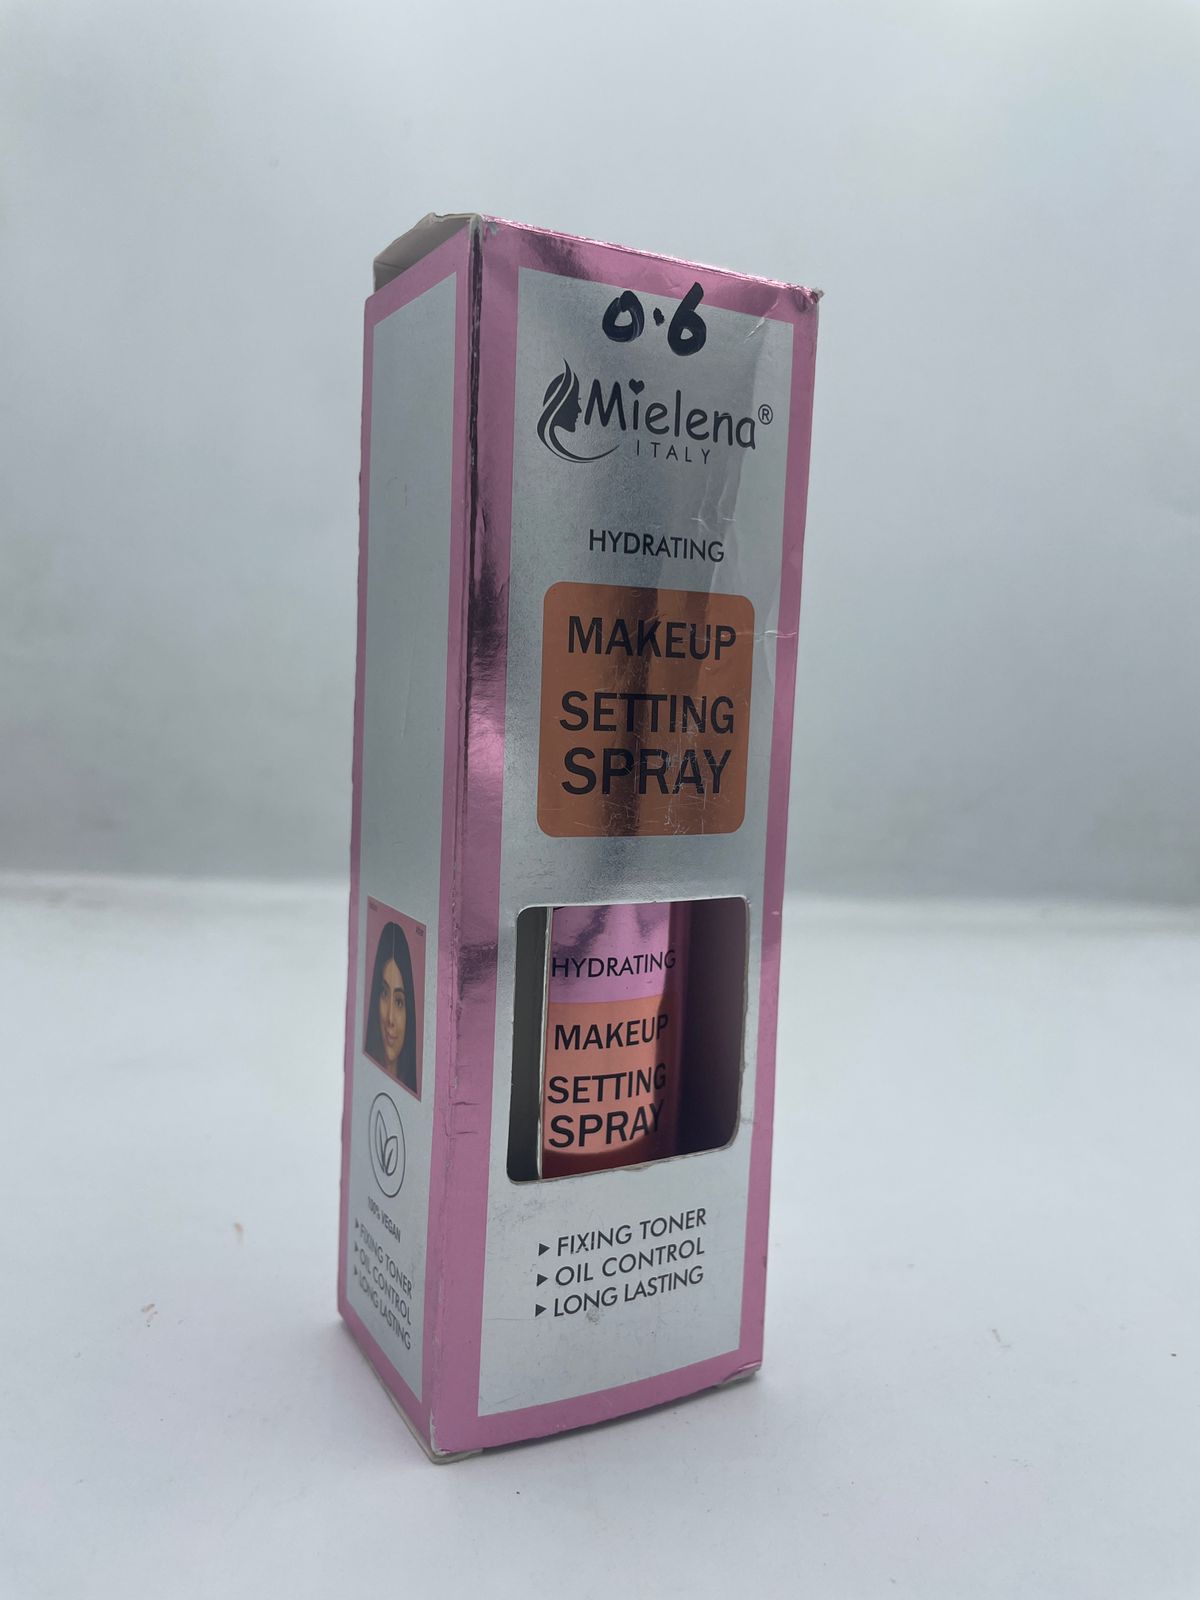 0.6
Mielena®
ITALY
HYDRATING
MAKEUP
SETTING
SPRAY
HYDRATING
MAKEUP
SETTING
SPRAY
▸ FIXING TONER
▸ OIL CONTROL
▸ LONG LASTING
100% VEGAN
▸ FIXING TONER
▸ OIL CONTROL
▸ LONG LASTING